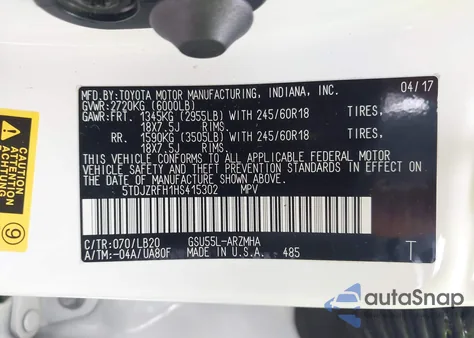 MFD.BY:TOYOTA MOTOR MANUFACTURING, INDIANA, INC. 04/17
GVWR:2720KG (6000LB)
GAWR:FRT. 1345KG (2955LB) WITH 245/60R18 TIRES,
18X7.5J RIMS.
RR. 1590KG (3505LB) WITH 245/60R18 TIRES,
18X7.5J RIMS.
THIS VEHICLE CONFORMS TO ALL APPLICABLE FEDERAL MOTOR
VEHICLE SAFETY AND THEFT PREVENTION STANDARDS IN EFFECT ON
THE DATE OF MANUFACTURE SHOWN ABOVE.
5TDJZRFH1HS415302 MPV
C/TR:070/LB20 GSU55L-ARZMHA
A/TM:-04A/UA80F MADE IN U.S.A. 485
T
CAUTION
ATTENTION
9
autoSnap